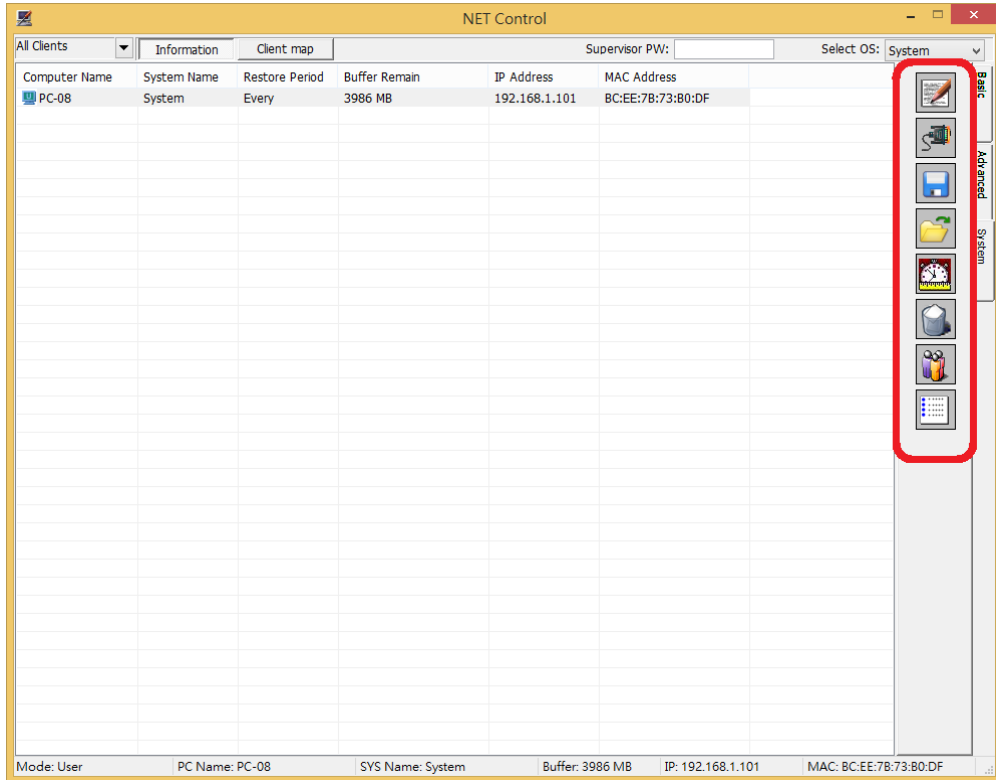 NET Control
All Clients Information Client map Supervisor PW: Select OS: System
Computer Name System Name Restore Period Buffer Remain IP Address MAC Address
PC-08 System Every 3986 MB 192.168.1.101 BC:EE:7B:73:B0:DF
Basic
Advanced
System
Mode: User PC Name: PC-08 SYS Name: System Buffer: 3986 MB IP: 192.168.1.101 MAC: BC:EE:7B:73:B0:DF